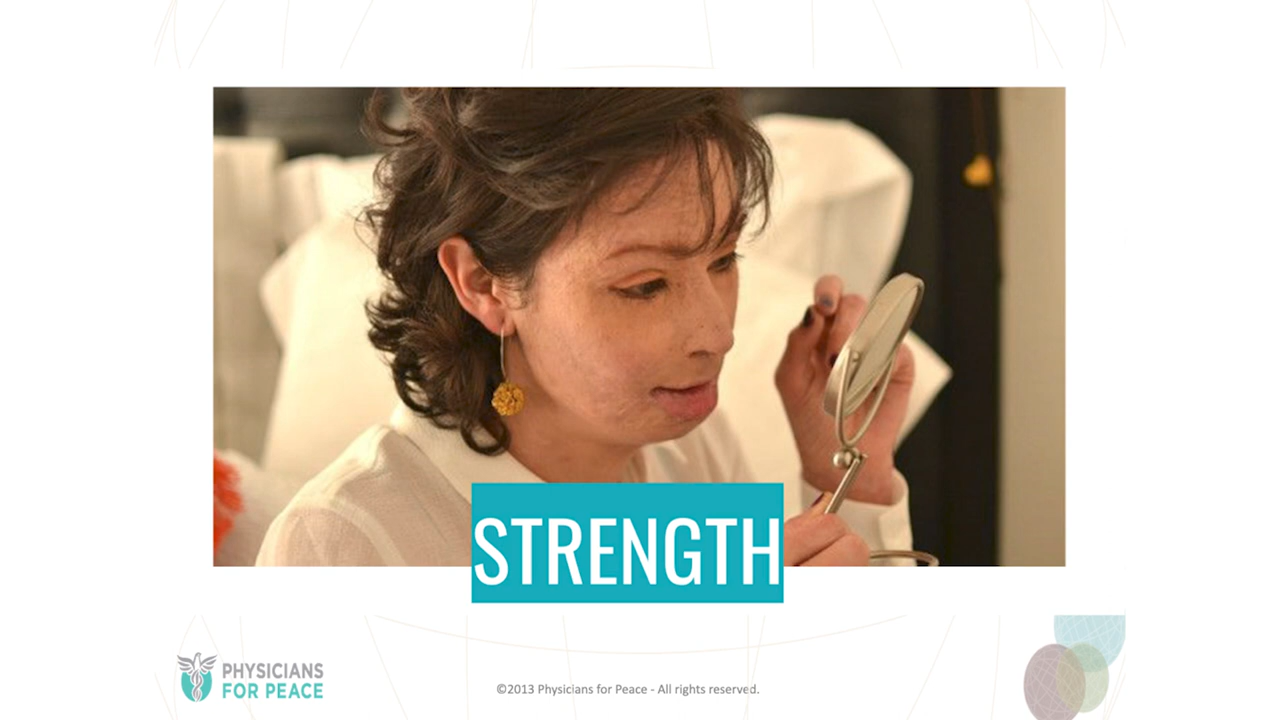 STRENGTH
PHYSICIANS
FOR PEACE
©2013 Physicians for Peace - All rights reserved.